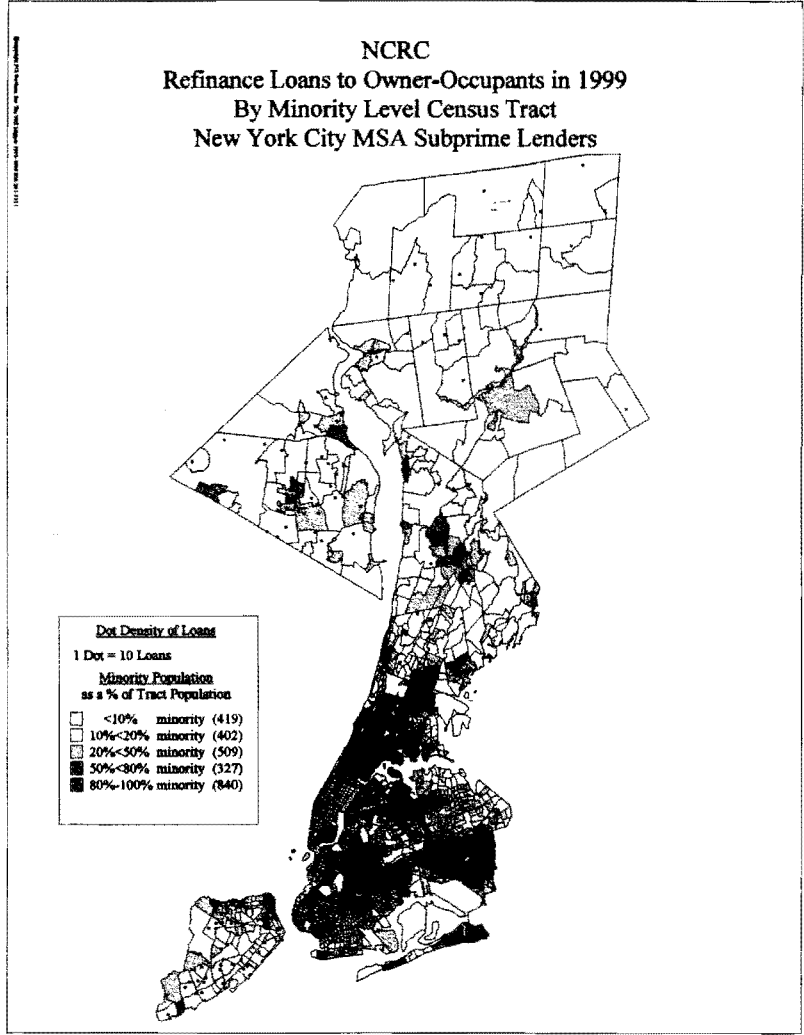 NCRC
Refinance Loans to Owner-Occupants in 1999
By Minority Level Census Tract
New York City MSA Subprime Lenders
Dot Density of Loans
1 Dot = 10 Loans
Minority Population
as a % of Tract Population
<10% minority (419)
10%<20% minority (402)
20%<50% minority (509)
50%<80% minority (327)
80%-100% minority (840)